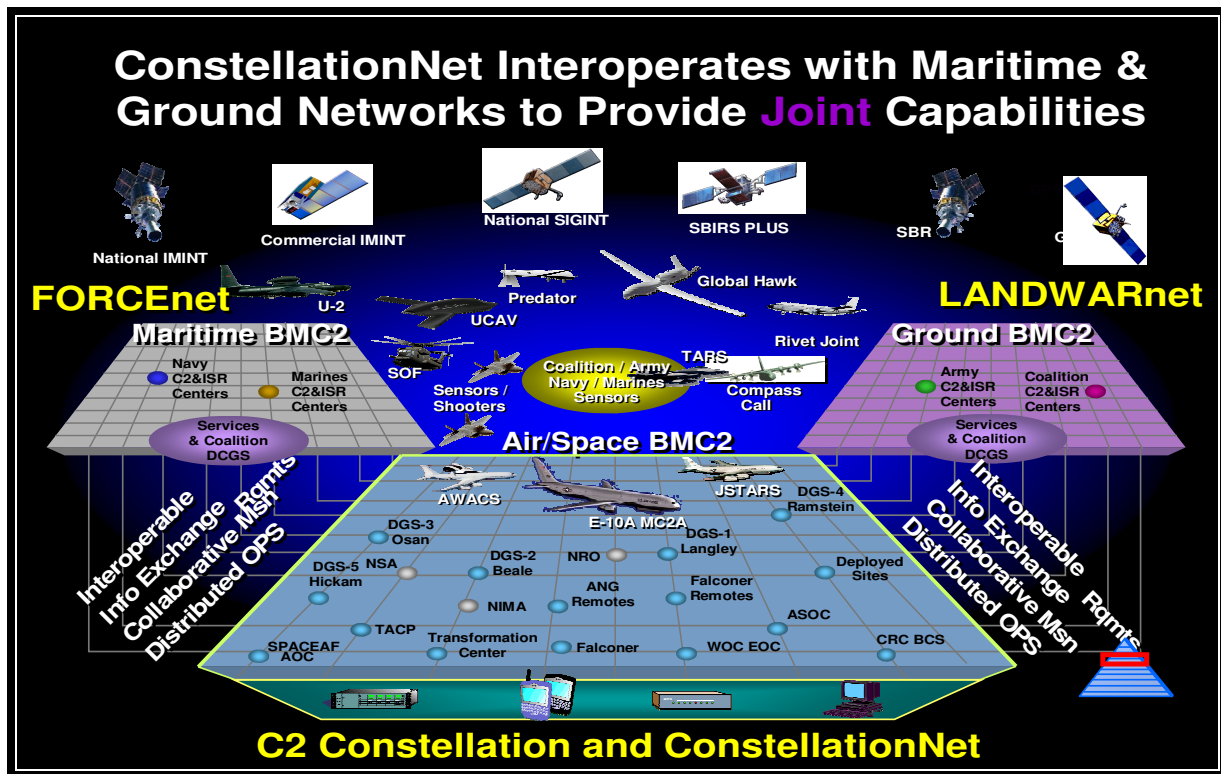 ConstellationNet Interoperates with Maritime &
Ground Networks to Provide Joint Capabilities
National IMINT
Commercial IMINT
National SIGINT
SBIRS PLUS
SBR
FORCEnet
LANDWARnet
U-2
UCAV
Predator
Global Hawk
Rivet Joint
Maritime BMC2
Navy
C2&ISR
Centers
Marines
C2&ISR
Centers
Services
& Coalition
DCGS
SOF
Sensors /
Shooters
Coalition / Army
Navy / Marines
Sensors
TARS
Compass
Call
Ground BMC2
Army
C2&ISR
Centers
Coalition
C2&ISR
Centers
Services
& Coalition
DCGS
Air/Space BMC2
AWACS
E-10A MC2A
JSTARS
DGS-4
Ramstein
DGS-3
Osan
DGS-5
Hickam
NSA
DGS-2
Beale
NRO
DGS-1
Langley
Deployed
Sites
NIMA
ANG
Remotes
Falconer
Remotes
TACP
ASOC
SPACEAF
AOC
Transformation
Center
Falconer
WOC EOC
CRC BCS
Interoperable
Info Exchange Rqmts
Collaborative Msn
Distributed OPS
Interoperable
Info Exchange Rqmts
Collaborative Msn
Distributed OPS
C2 Constellation and ConstellationNet